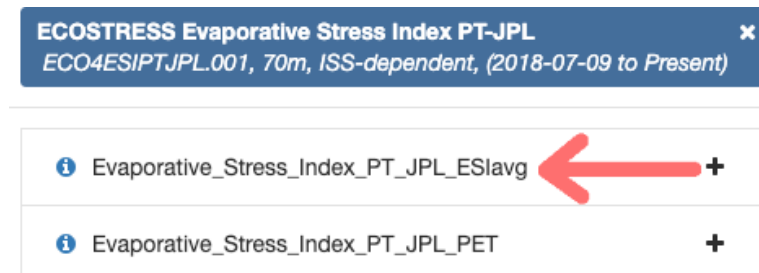 ECOSTRESS Evaporative Stress Index PT-JPL
ECO4ESIPTJPL.001, 70m, ISS-dependent, (2018-07-09 to Present)
Evaporative_Stress_Index_PT_JPL_ESIavg
Evaporative_Stress_Index_PT_JPL_PET